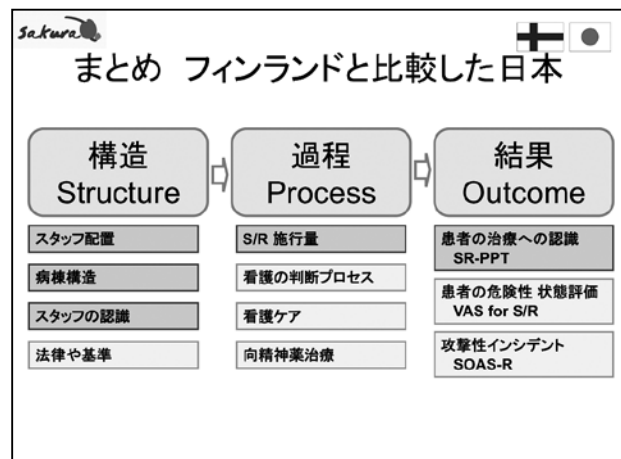 Sakura
まとめ フィンランドと比較した日本
構造
Structure
過程
Process
結果
Outcome
スタッフ配置
病棟構造
スタッフの認識
法律や基準
S/R 施行量
看護の判断プロセス
看護ケア
向精神薬治療
患者の治療への認識
SR-PPT
患者の危険性 状態評価
VAS for S/R
攻撃性インシデント
SOAS-R